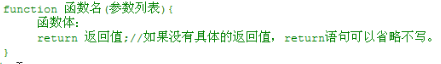 function 函数名(参数列表){
函数体:
return 返回值;//如果没有具体的返回值，return语句可以省略不写。
}